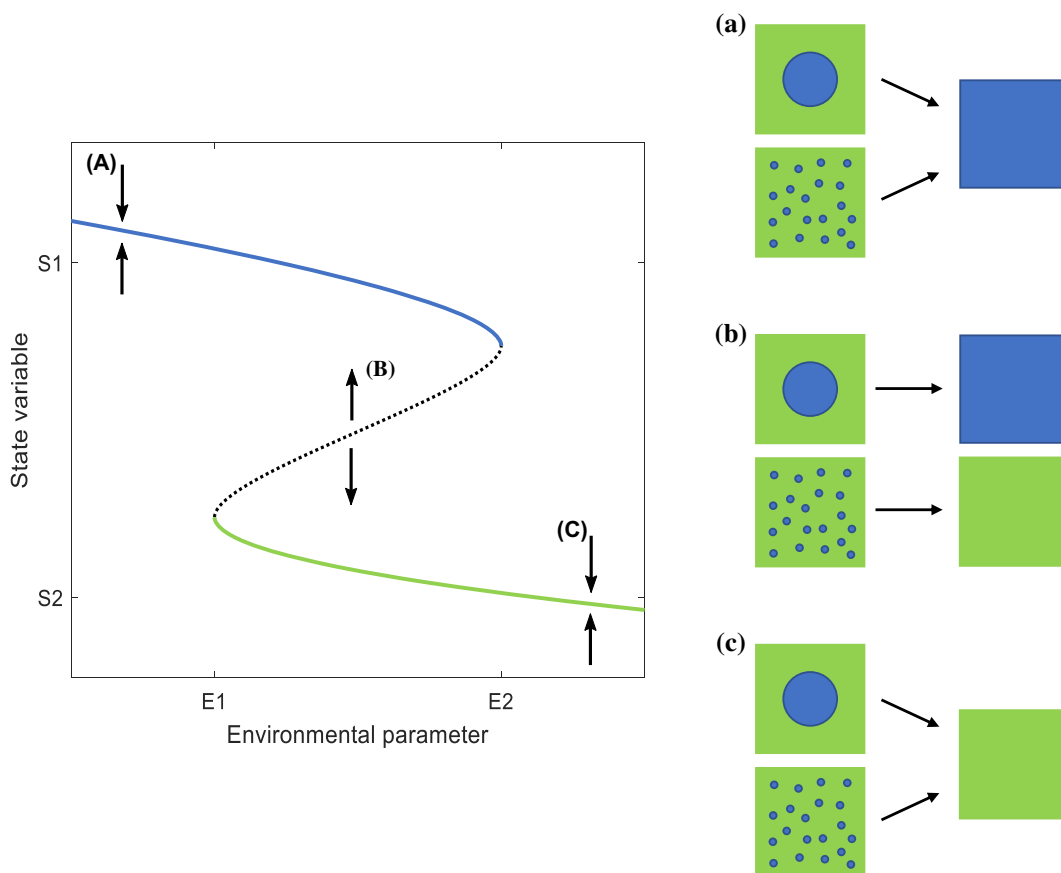 (A)
S1
(B)
(C)
S2
E1
E2
Environmental parameter
State variable
(a)
(b)
(c)